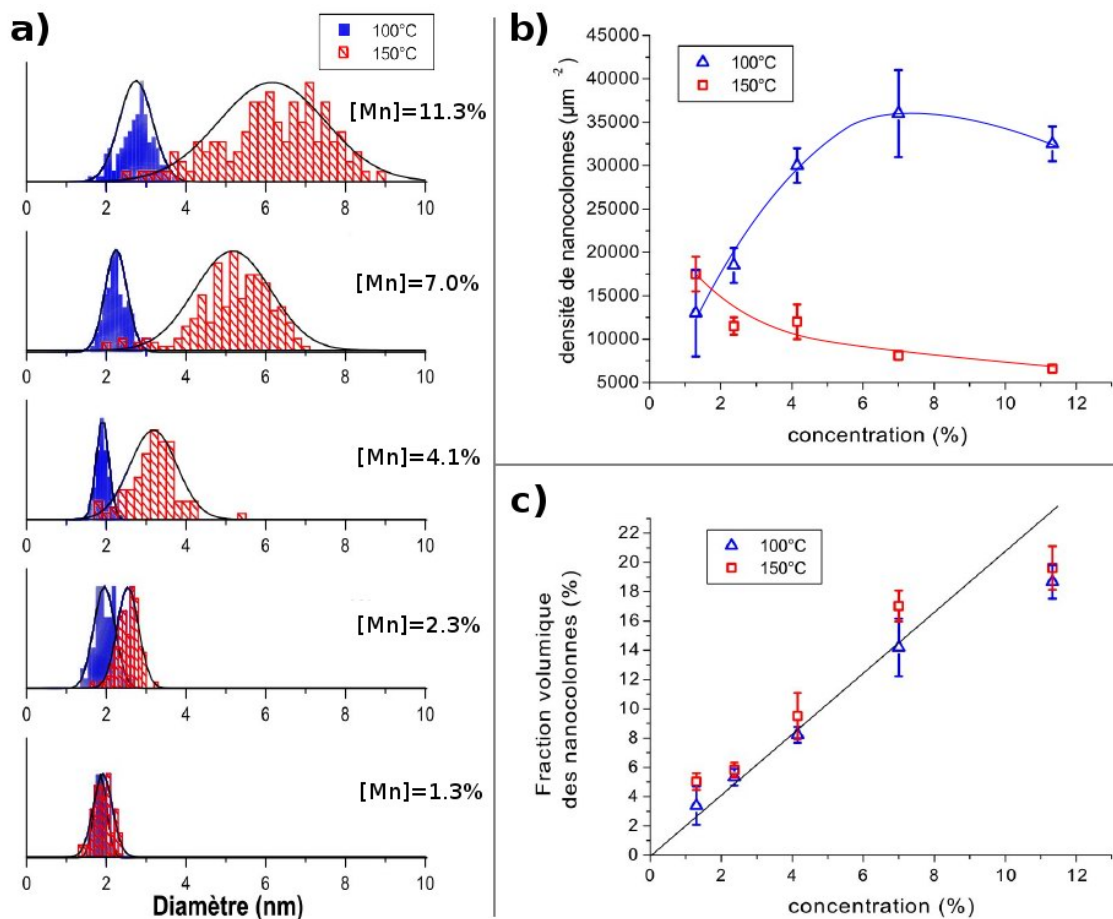 a)
100°C
150°C
[Mn]=11.3%
0 2 4 6 8 10
[Mn]=7.0%
0 2 4 6 8 10
[Mn]=4.1%
0 2 4 6 8 10
[Mn]=2.3%
0 2 4 6 8 10
[Mn]=1.3%
0 2 4 6 8 10
Diamètre (nm)
b)
densité de nanocolonnes (µm⁻²)
45000
40000
35000
30000
25000
20000
15000
10000
5000
100°C
150°C
0 2 4 6 8 10 12
concentration (%)
c)
Fraction volumique
des nanocolonnes (%)
22
20
18
16
14
12
10
8
6
4
2
0
100°C
150°C
0 2 4 6 8 10 12
concentration (%)